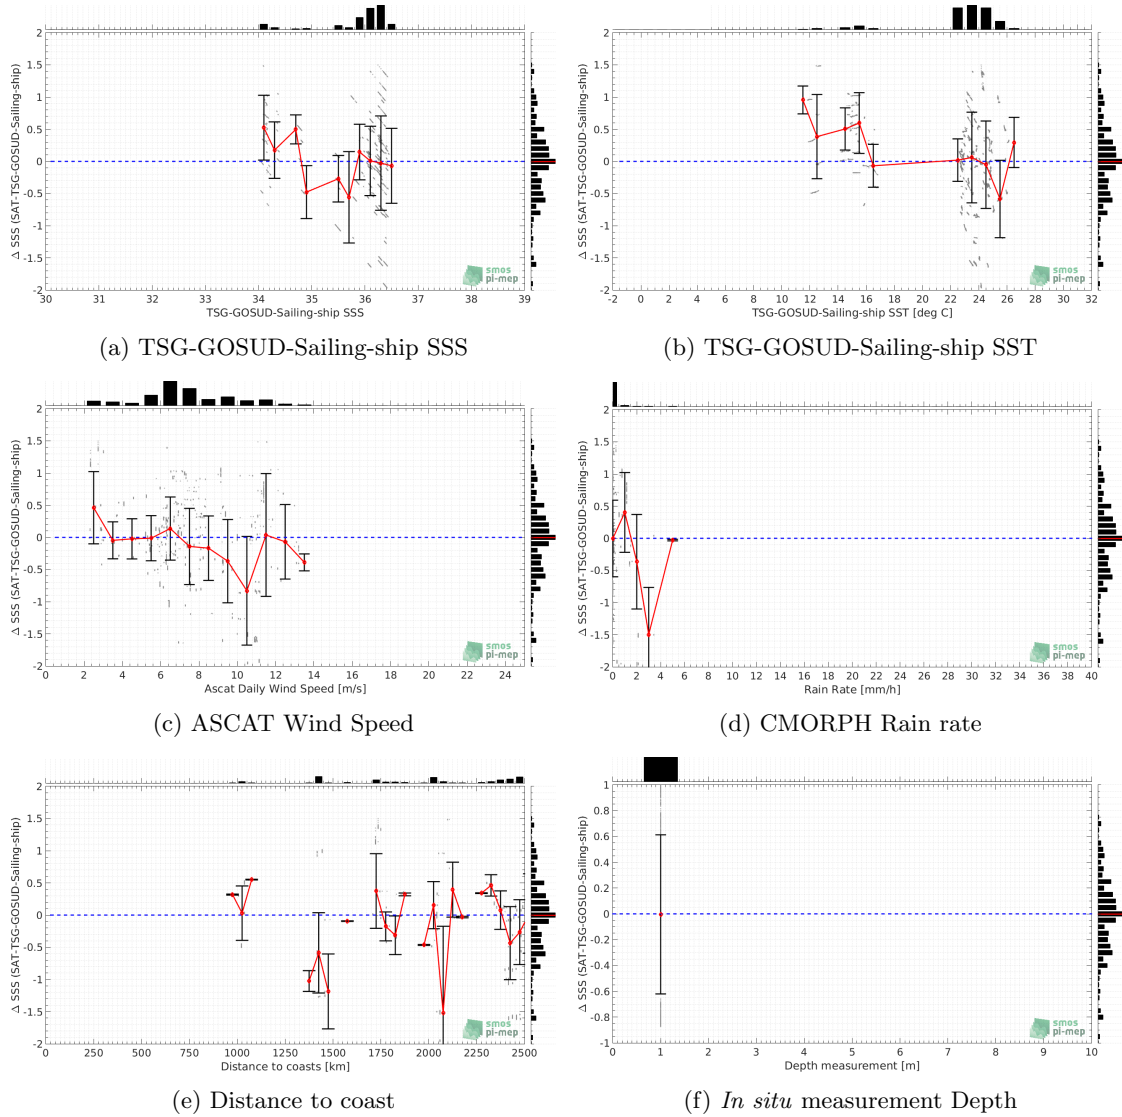 2
1.5
1
0.5
0
-0.5
-1
-1.5
-2
Δ SSS (SAT-TSG-GOSUD-Sailing-ship)
30 31 32 33 34 35 36 37 38 39
TSG-GOSUD-Sailing-ship SSS
smos
pi-mep
(a) TSG-GOSUD-Sailing-ship SSS
2
1.5
1
0.5
0
-0.5
-1
-1.5
-2
Δ SSS (SAT-TSG-GOSUD-Sailing-ship)
-2 0 2 4 6 8 10 12 14 16 18 20 22 24 26 28 30 32
TSG-GOSUD-Sailing-ship SST [deg C]
smos
pi-mep
(b) TSG-GOSUD-Sailing-ship SST
2
1.5
1
0.5
0
-0.5
-1
-1.5
-2
Δ SSS (SAT-TSG-GOSUD-Sailing-ship)
0 2 4 6 8 10 12 14 16 18 20 22 24
Ascat Daily Wind Speed [m/s]
smos
pi-mep
(c) ASCAT Wind Speed
2
1.5
1
0.5
0
-0.5
-1
-1.5
-2
Δ SSS (SAT-TSG-GOSUD-Sailing-ship)
0 2 4 6 8 10 12 14 16 18 20 22 24 26 28 30 32 34 36 38 40
Rain Rate [mm/h]
smos
pi-mep
(d) CMORPH Rain rate
2
1.5
1
0.5
0
-0.5
-1
-1.5
-2
Δ SSS (SAT-TSG-GOSUD-Sailing-ship)
0 250 500 750 1000 1250 1500 1750 2000 2250 2500
Distance to coasts [km]
smos
pi-mep
(e) Distance to coast
1
0.8
0.6
0.4
0.2
0
-0.2
-0.4
-0.6
-0.8
-1
Δ SSS (SAT-TSG-GOSUD-Sailing-ship)
0 1 2 3 4 5 6 7 8 9 10
Depth measurement [m]
smos
pi-mep
(f) In situ measurement Depth